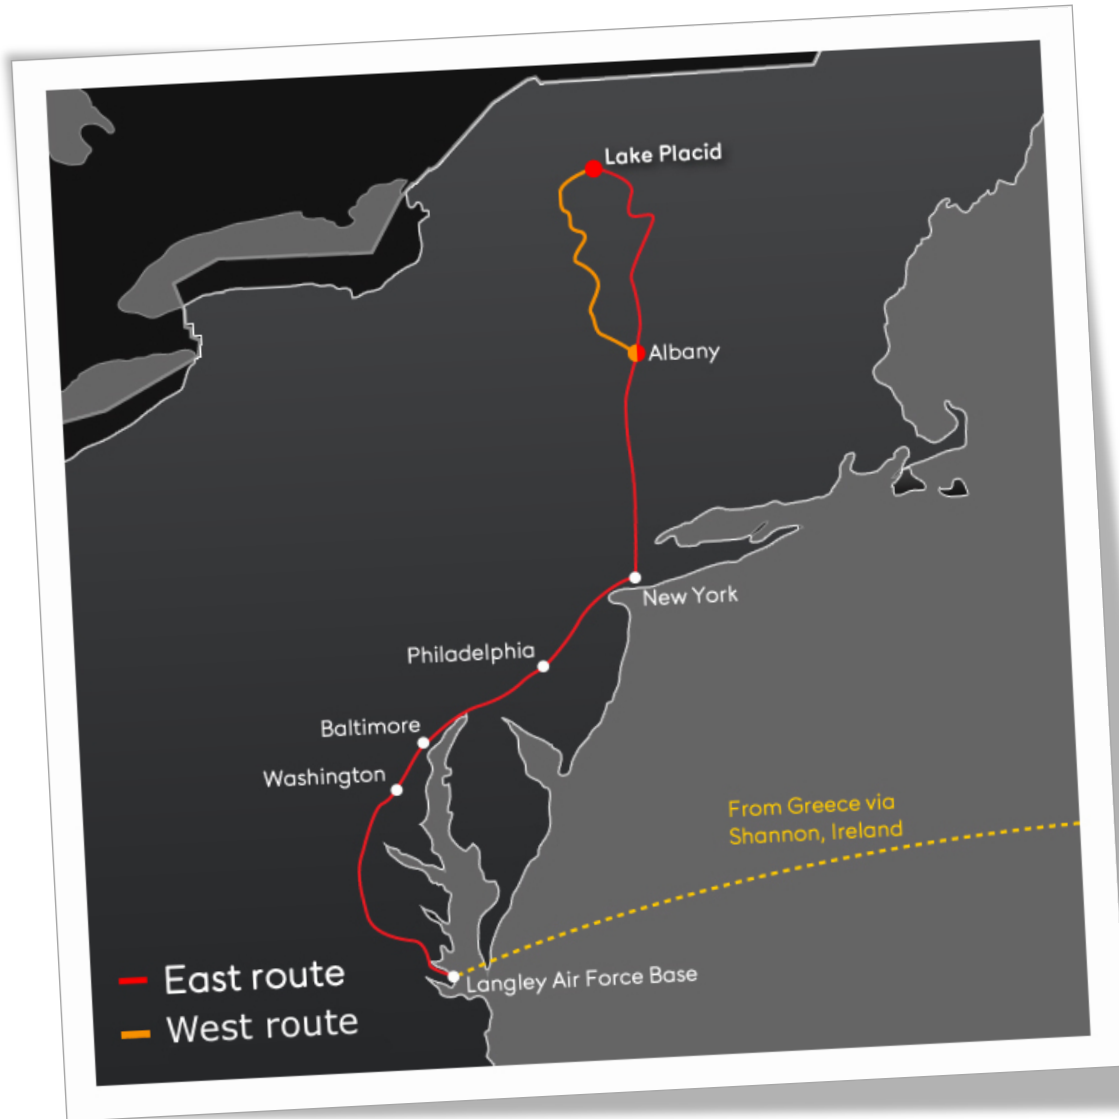 Lake Placid
Albany
New York
Philadelphia
Baltimore
Washington
From Greece via
Shannon, Ireland
Langley Air Force Base
East route
West route